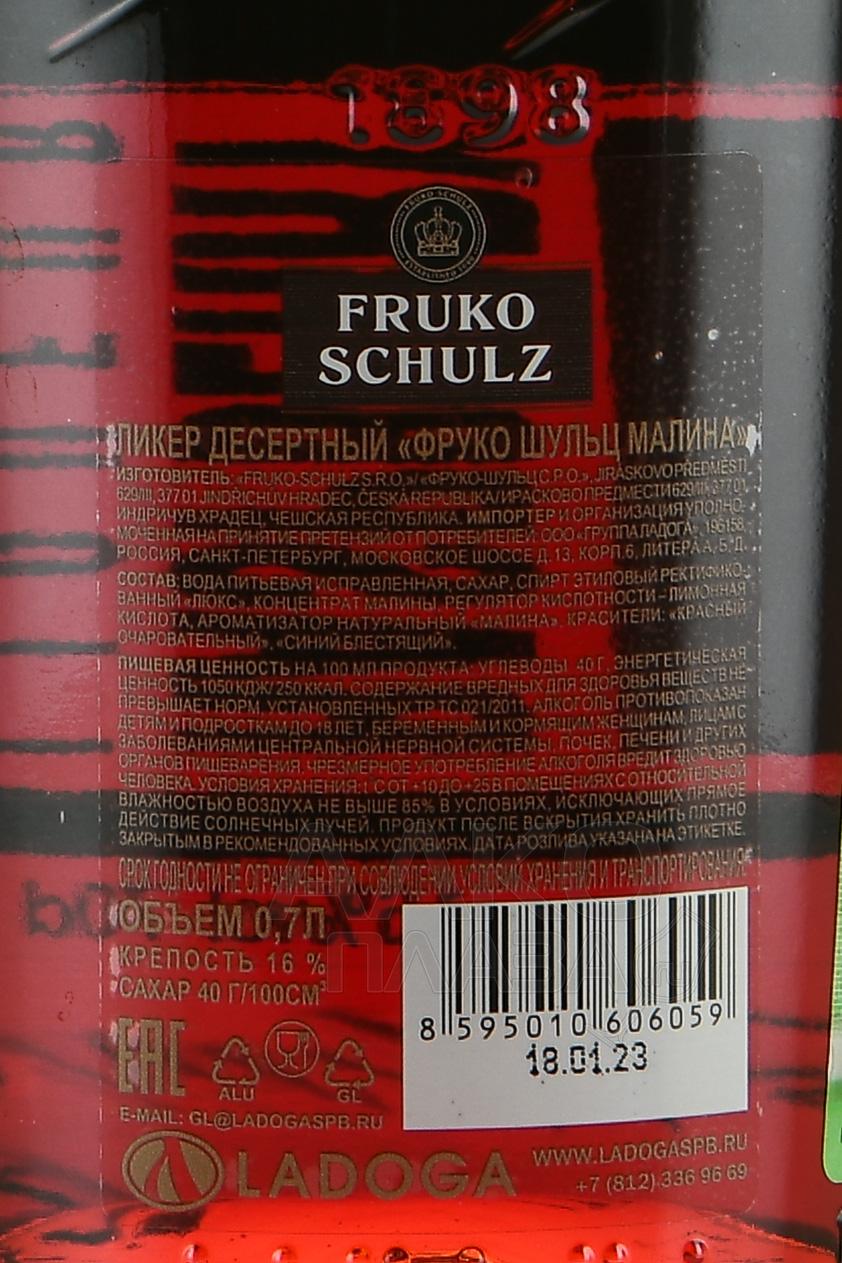 1898
FRUKO SCHULZ
ESTABLISHED
FRUKO
SCHULZ
ЛИКЕР ДЕСЕРТНЫЙ «ФРУКО ШУЛЬЦ МАЛИНА»
ИЗГОТОВИТЕЛЬ: «FRUKO-SCHULZ S.R.O.»/«ФРУКО-ШУЛЬЦ С.Р.О.», JIRÁSKOVO PŘEDMĚSTÍ
629/III, 377 01 JINDŘICHŮV HRADEC, ČESKÁ REPUBLIKA/ИРАСКОВО ПРЕДМЕСТИ 629/III, 377 01,
ИНДРИЧУВ ХРАДЕЦ, ЧЕШСКАЯ РЕСПУБЛИКА. ИМПОРТЕР И ОРГАНИЗАЦИЯ УПОЛНО-
МОЧЕННАЯ НА ПРИНЯТИЕ ПРЕТЕНЗИЙ ОТ ПОТРЕБИТЕЛЕЙ: ООО «ГРУППА ЛАДОГА», 196158,
РОССИЯ, САНКТ-ПЕТЕРБУРГ, МОСКОВСКОЕ ШОССЕ Д. 13, КОРП.6, ЛИТЕРА А, Б, Д.
СОСТАВ: ВОДА ПИТЬЕВАЯ ИСПРАВЛЕННАЯ, САХАР, СПИРТ ЭТИЛОВЫЙ РЕКТИФИКО-
ВАННЫЙ «ЛЮКС», КОНЦЕНТРАТ МАЛИНЫ, РЕГУЛЯТОР КИСЛОТНОСТИ – ЛИМОННАЯ
КИСЛОТА, АРОМАТИЗАТОР НАТУРАЛЬНЫЙ «МАЛИНА», КРАСИТЕЛИ: «КРАСНЫЙ
ОЧАРОВАТЕЛЬНЫЙ», «СИНИЙ БЛЕСТЯЩИЙ».
ПИЩЕВАЯ ЦЕННОСТЬ НА 100 МЛ ПРОДУКТА: УГЛЕВОДЫ 40 Г, ЭНЕРГЕТИЧЕСКАЯ
ЦЕННОСТЬ 1050 КДЖ/ 250 ККАЛ. СОДЕРЖАНИЕ ВРЕДНЫХ ДЛЯ ЗДОРОВЬЯ ВЕЩЕСТВ НЕ
ПРЕВЫШАЕТ НОРМ, УСТАНОВЛЕННЫХ ТР ТС 021/2011. АЛКОГОЛЬ ПРОТИВОПОКАЗАН
ДЕТЯМ И ПОДРОСТКАМ ДО 18 ЛЕТ, БЕРЕМЕННЫМ И КОРМЯЩИМ ЖЕНЩИНАМ, ЛИЦАМ С
ЗАБОЛЕВАНИЯМИ ЦЕНТРАЛЬНОЙ НЕРВНОЙ СИСТЕМЫ, ПОЧЕК, ПЕЧЕНИ И ДРУГИХ
ОРГАНОВ ПИЩЕВАРЕНИЯ. ЧРЕЗМЕРНОЕ УПОТРЕБЛЕНИЕ АЛКОГОЛЯ ВРЕДИТ ЗДОРОВЬЮ
ЧЕЛОВЕКА. УСЛОВИЯ ХРАНЕНИЯ: t° С ОТ +10 ДО +25 В ПОМЕЩЕНИЯХ С ОТНОСИТЕЛЬНОЙ
ВЛАЖНОСТЬЮ ВОЗДУХА НЕ ВЫШЕ 85% В УСЛОВИЯХ, ИСКЛЮЧАЮЩИХ ПРЯМОЕ
ДЕЙСТВИЕ СОЛНЕЧНЫХ ЛУЧЕЙ. ПРОДУКТ ПОСЛЕ ВСКРЫТИЯ ХРАНИТЬ ПЛОТНО
ЗАКРЫТЫМ В РЕКОМЕНДОВАННЫХ УСЛОВИЯХ. ДАТА РОЗЛИВА УКАЗАНА НА ЭТИКЕТКЕ.
СРОК ГОДНОСТИ НЕ ОГРАНИЧЕН ПРИ СОБЛЮДЕНИИ УСЛОВИЙ ХРАНЕНИЯ И ТРАНСПОРТИРОВАНИЯ
ОБЪЕМ 0,7Л
КРЕПОСТЬ 16 %
САХАР 40 Г/100СМ³
8 595010 606059
18.01.23
EAC
ALU
GL
E-MAIL: GL@LADOGASPB.RU
LADOGA
WWW.LADOGASPB.RU
+7 (812) 336 96 69